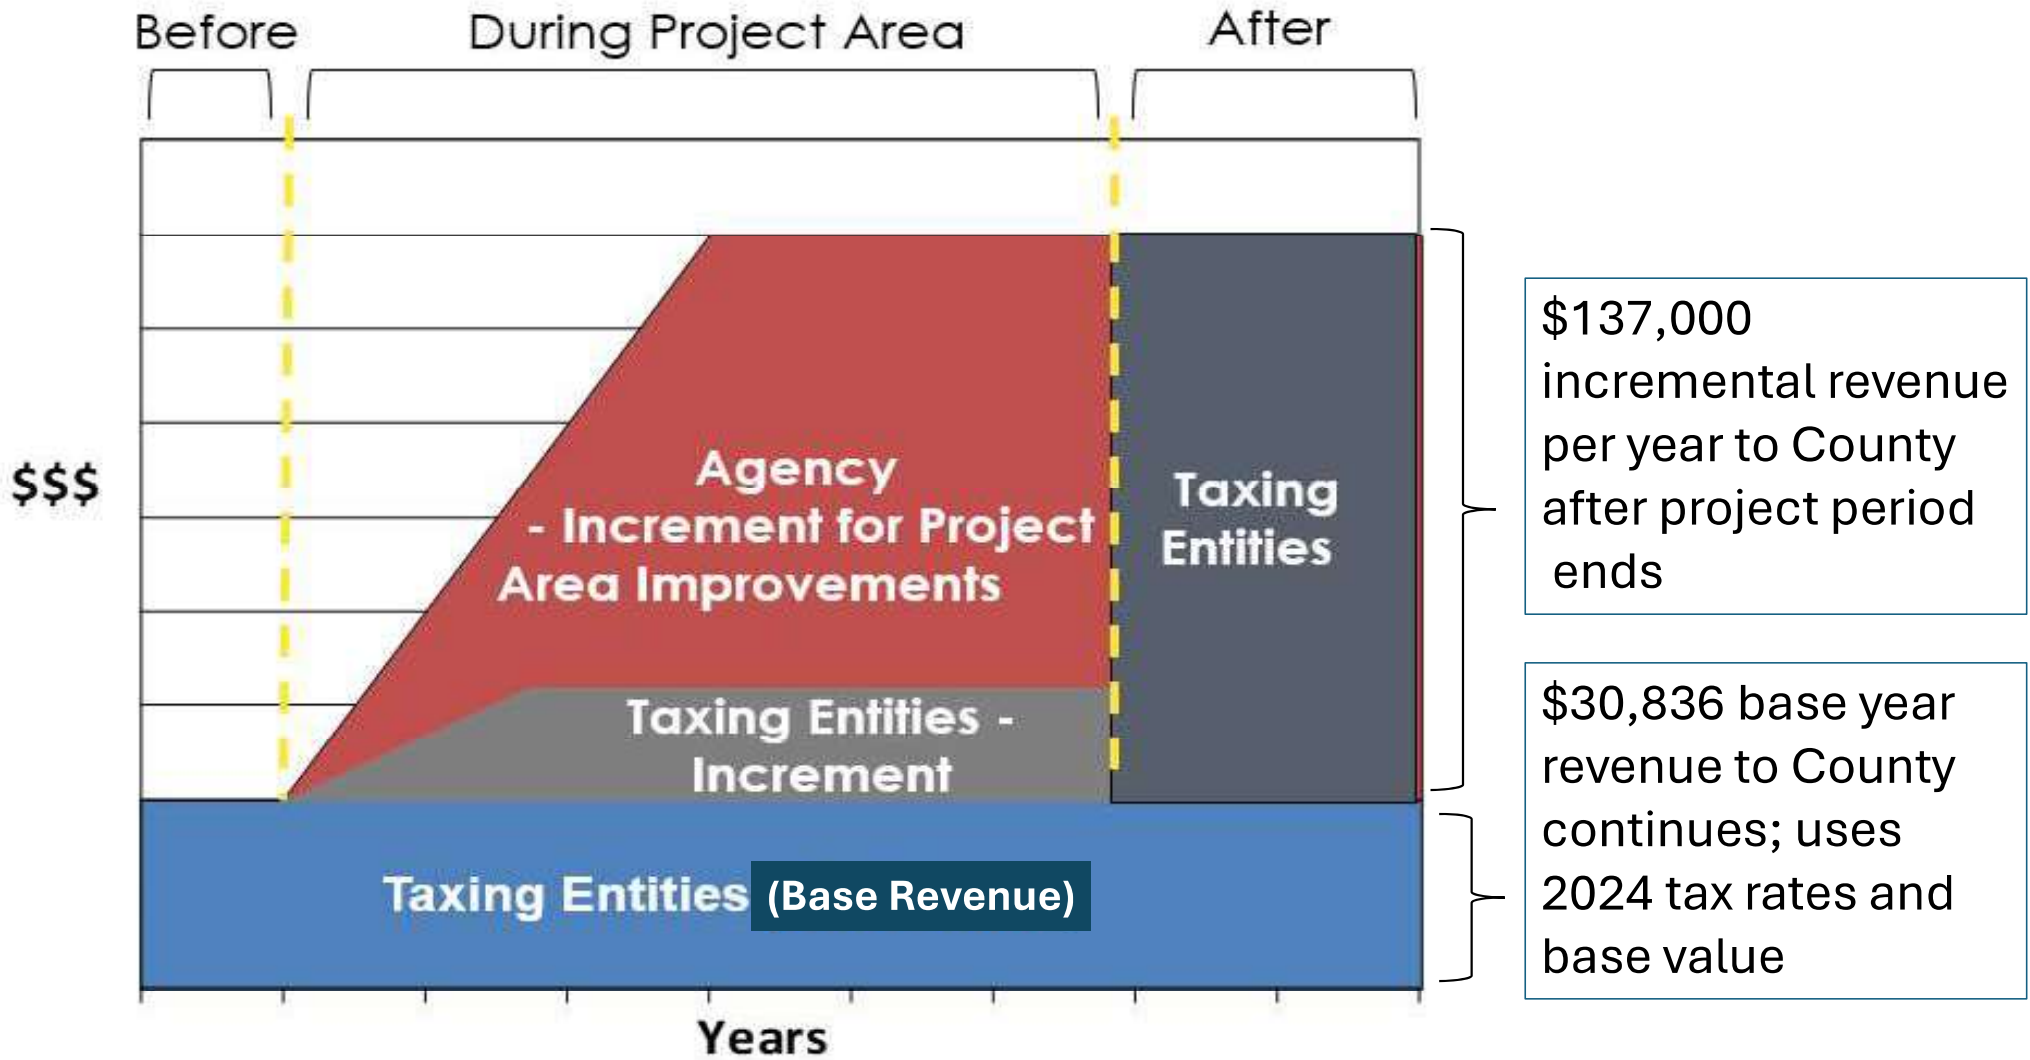 Before
During Project Area
After
$$$
Agency
- Increment for Project
Area Improvements
Taxing
Entities
Taxing Entities -
Increment
Taxing Entities (Base Revenue)
Years
$137,000
incremental revenue
per year to County
after project period
ends
$30,836 base year
revenue to County
continues; uses
2024 tax rates and
base value